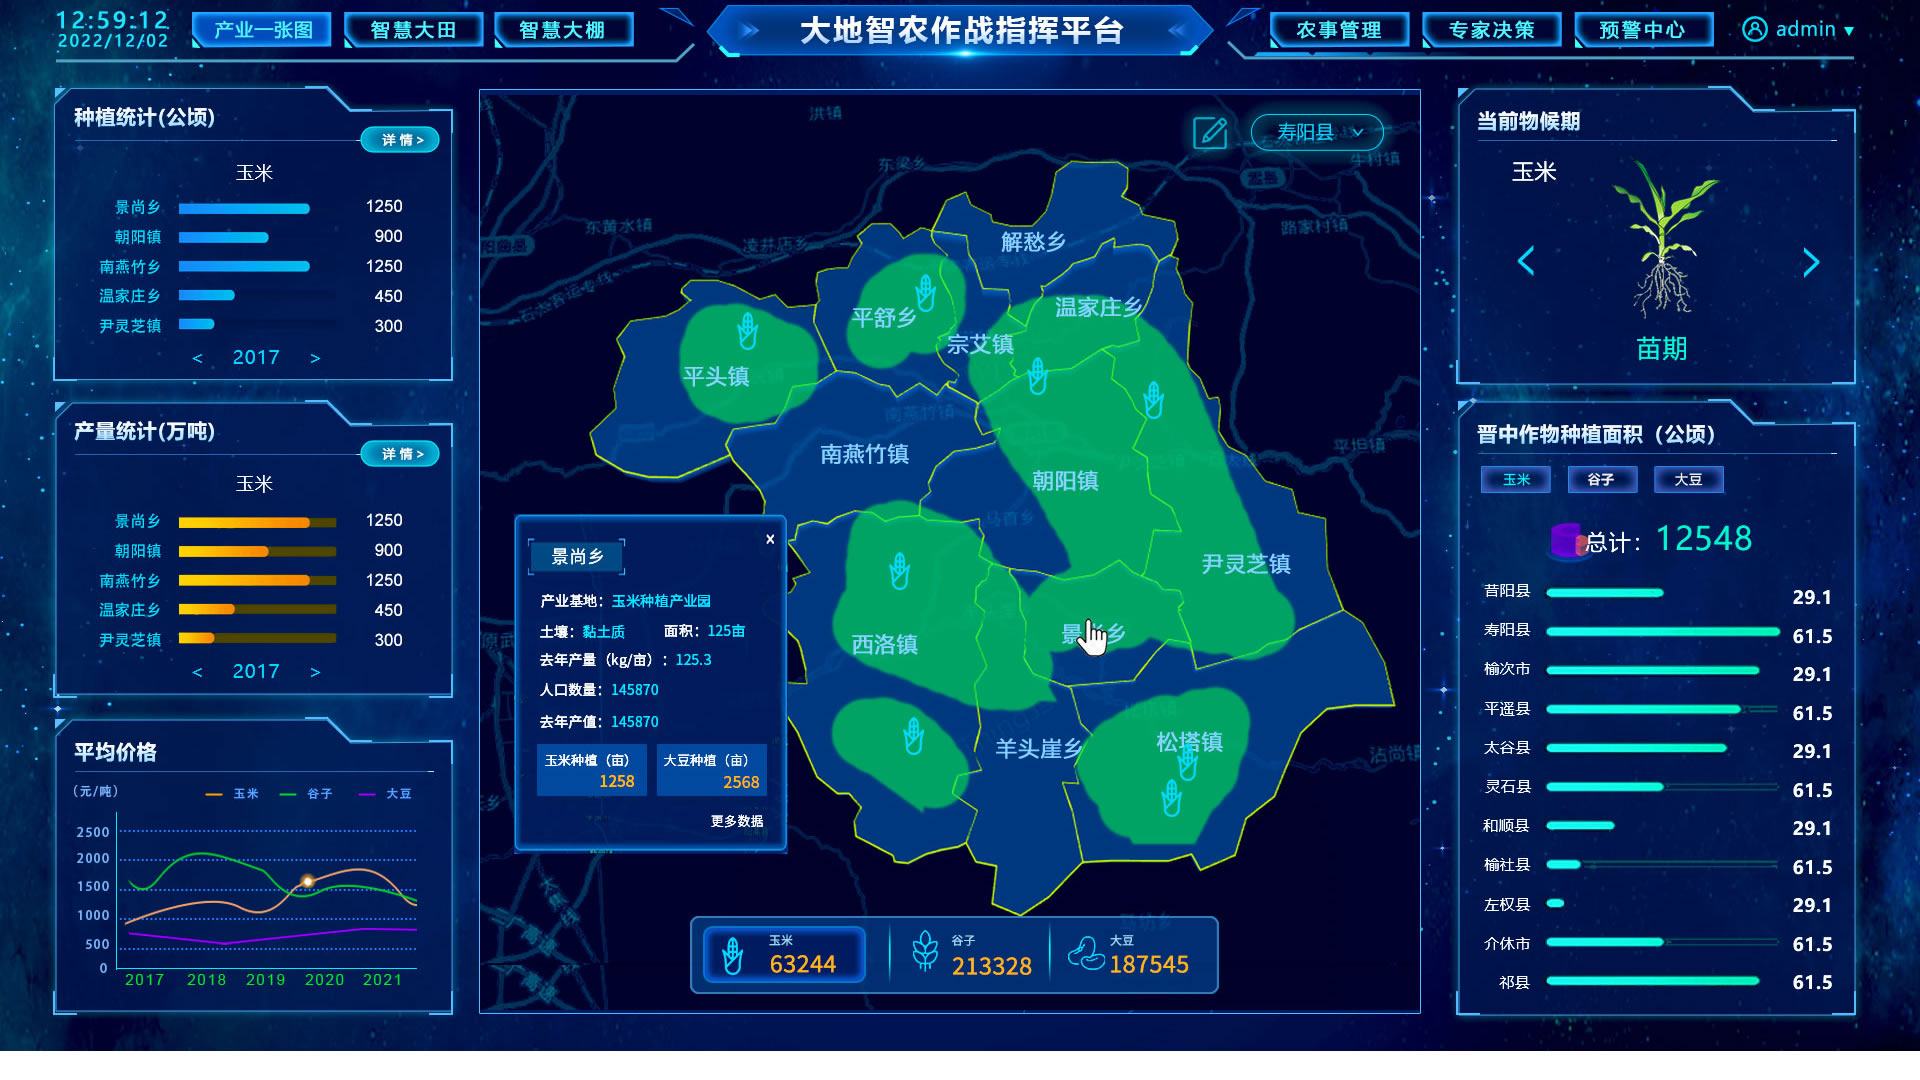 12:59:12
2022/12/02
产业一张图
智慧大田
智慧大棚
大地智农作战指挥平台
农事管理
专家决策
预警中心
admin
种植统计(公顷)
详情>
玉米
景尚乡 1250
朝阳镇 900
南燕竹乡 1250
温家庄乡 450
尹灵芝镇 300
< 2017 >
产量统计(万吨)
详情>
玉米
景尚乡 1250
朝阳镇 900
南燕竹乡 1250
温家庄乡 450
尹灵芝镇 300
< 2017 >
平均价格
(元/吨)
玉米 谷子 大豆
2500
2000
1500
1000
500
0
2017 2018 2019 2020 2021
寿阳县
洪镇
东梁乡
牛村镇
东黄水镇
凌井店乡
路家村镇
石太客运专线
平坦镇
沾尚镇
马首乡
南燕竹镇
大焦线
解愁乡
平舒乡
温家庄乡
宗艾镇
平头镇
南燕竹镇
朝阳镇
尹灵芝镇
西洛镇
景尚乡
羊头崖乡
松塔镇
景尚乡
x
产业基地：玉米种植产业园
土壤：黏土质 面积：125亩
去年产量（kg/亩）：125.3
人口数量：145870
去年产值：145870
玉米种植（亩）
1258
大豆种植（亩）
2568
更多数据
玉米
63244
谷子
213328
大豆
187545
当前物候期
玉米
苗期
晋中作物种植面积（公顷）
玉米
谷子
大豆
总计：12548
昔阳县 29.1
寿阳县 61.5
榆次市 29.1
平遥县 61.5
太谷县 29.1
灵石县 61.5
和顺县 29.1
榆社县 61.5
左权县 29.1
介休市 61.5
祁县 61.5